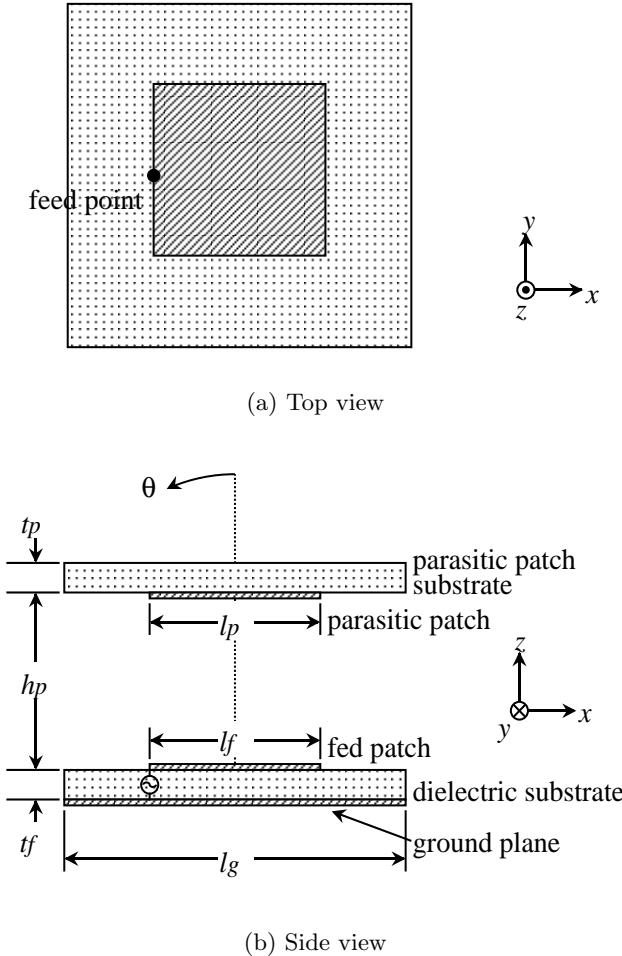 feed point
y
x
z
(a) Top view
θ
tp
parasitic patch
substrate
lp
parasitic patch
hp
z
x
y
lf
fed patch
dielectric substrate
tf
ground plane
lg
(b) Side view